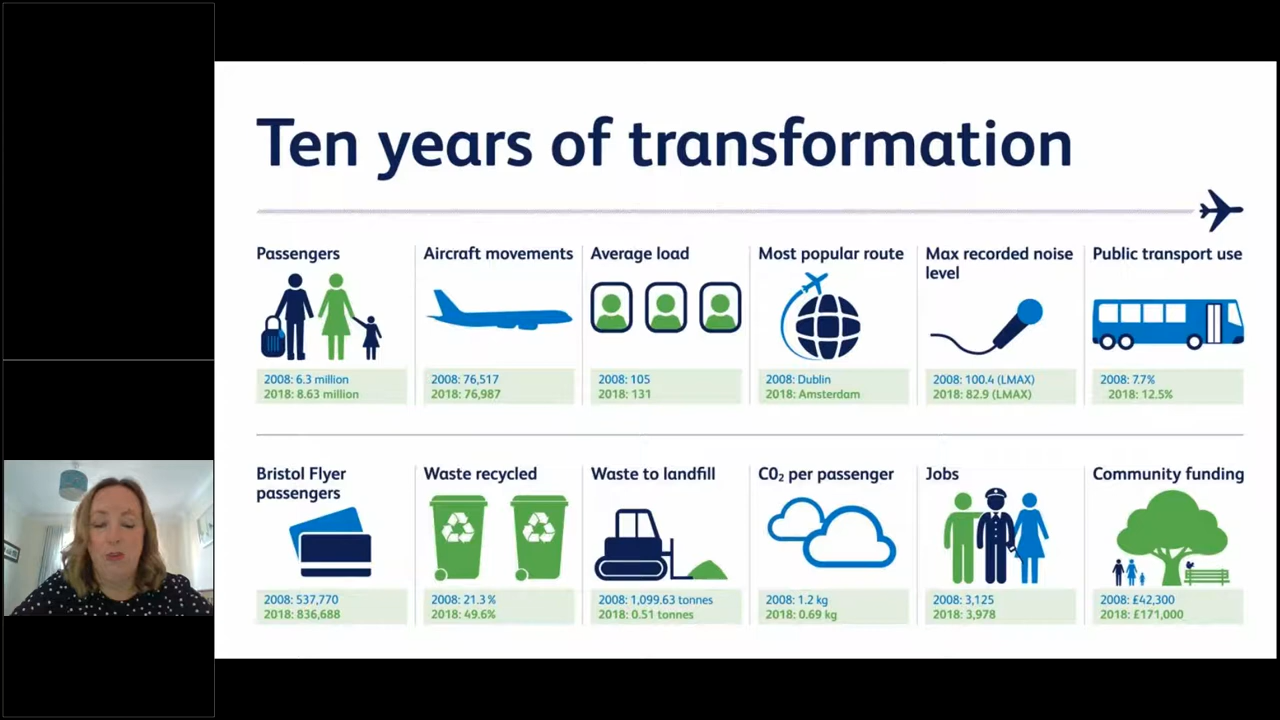 Ten years of transformation
Passengers
2008: 6.3 million
2018: 8.63 million
Aircraft movements
2008: 76,517
2018: 76,987
Average load
2008: 105
2018: 131
Most popular route
2008: Dublin
2018: Amsterdam
Max recorded noise
level
2008: 100.4 (LMAX)
2018: 82.9 (LMAX)
Public transport use
2008: 7.7%
2018: 12.5%
Bristol Flyer
passengers
2008: 537,770
2018: 836,688
Waste recycled
2008: 21.3%
2018: 49.6%
Waste to landfill
2008: 1,099.63 tonnes
2018: 0.51 tonnes
CO₂ per passenger
2008: 1.2 kg
2018: 0.69 kg
Jobs
2008: 3,125
2018: 3,978
Community funding
2008: £42,300
2018: £171,000